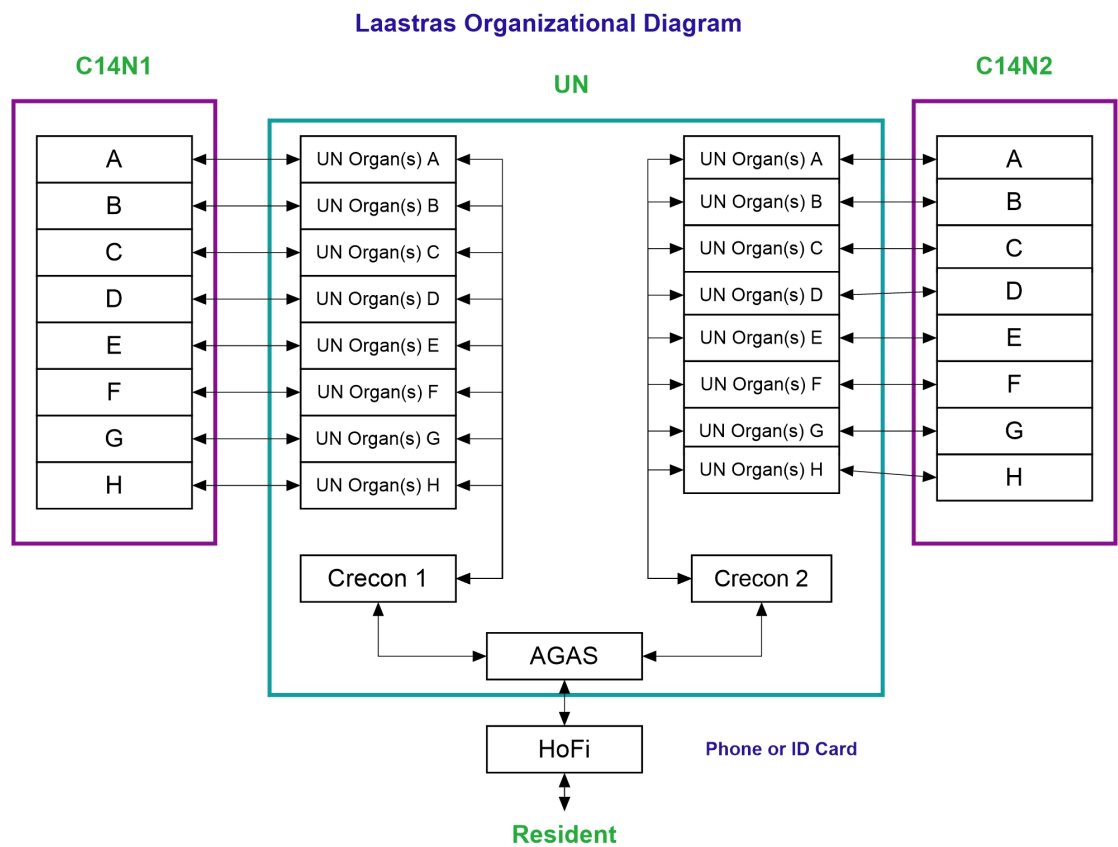 Laastras Organizational Diagram
C14N1
UN
C14N2
A
B
C
D
E
F
G
H
UN Organ(s) A
UN Organ(s) B
UN Organ(s) C
UN Organ(s) D
UN Organ(s) E
UN Organ(s) F
UN Organ(s) G
UN Organ(s) H
UN Organ(s) A
UN Organ(s) B
UN Organ(s) C
UN Organ(s) D
UN Organ(s) E
UN Organ(s) F
UN Organ(s) G
UN Organ(s) H
A
B
C
D
E
F
G
H
Crecon 1
Crecon 2
AGAS
HoFi
Phone or ID Card
Resident